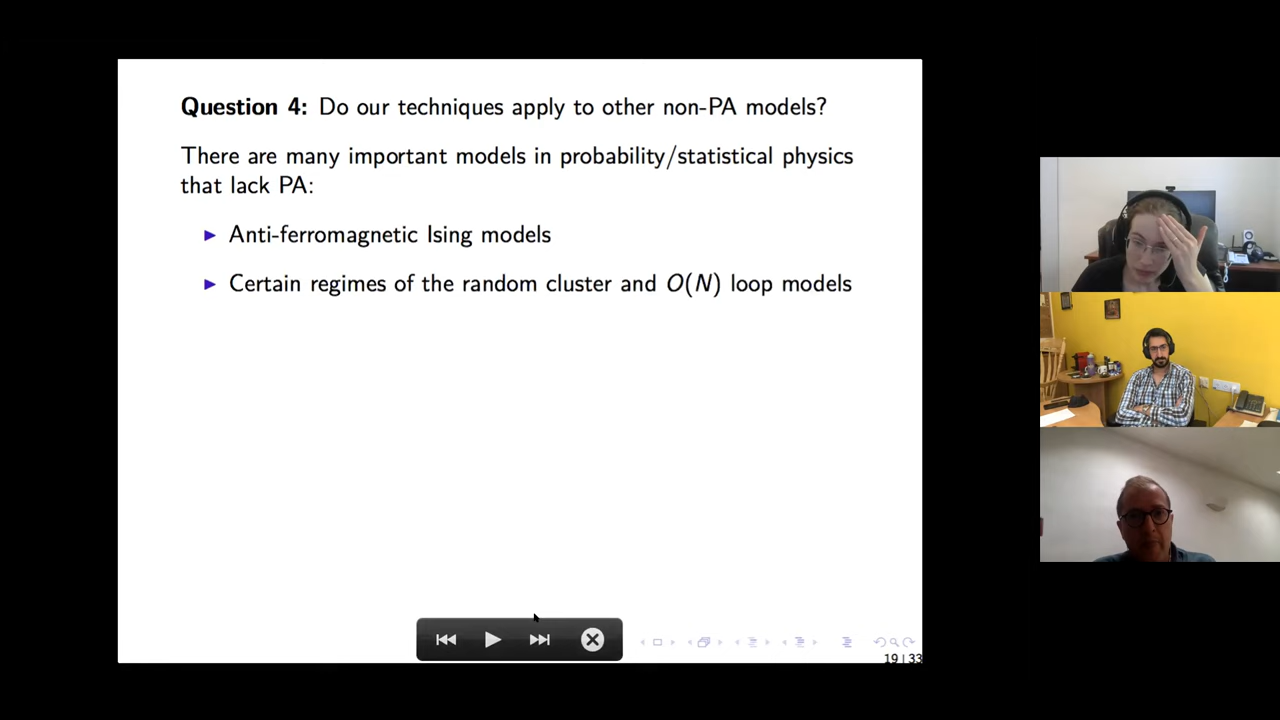 Question 4: Do our techniques apply to other non-PA models?
There are many important models in probability/statistical physics
that lack PA:
Anti-ferromagnetic Ising models
Certain regimes of the random cluster and O(N) loop models
19 | 33